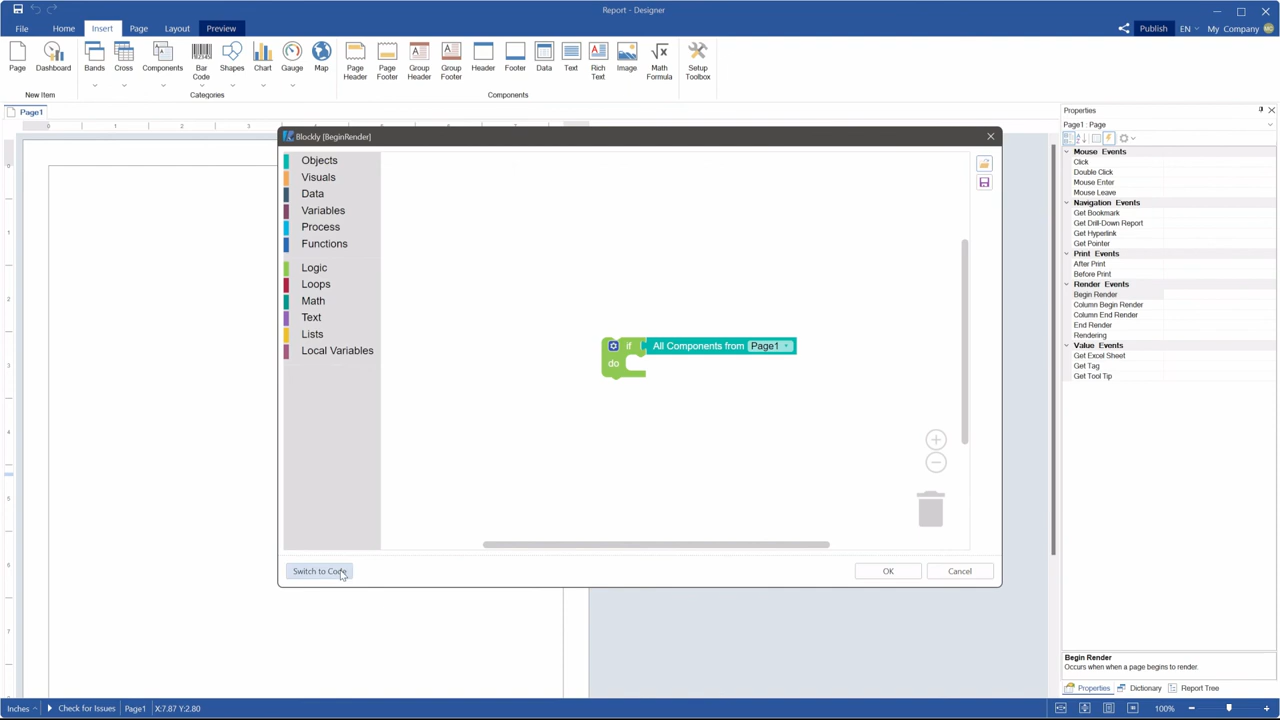 Report - Designer
File Home Insert Page Layout Preview
Publish EN My Company
Page Dashboard Bands Cross Components Bar Code Shapes Chart Gauge Map Page Header Page Footer Group Header Group Footer Header Footer Data Text Rich Text Image Math Formula Setup Toolbox
New Item Categories Components
Page1
Blockly [BeginRender]
Objects
Visuals
Data
Variables
Process
Functions
Logic
Loops
Math
Text
Lists
Local Variables
if All Components from Page1
do
Switch to Code OK Cancel
Properties
Page1 : Page
Mouse Events
Click
Double Click
Mouse Enter
Mouse Leave
Navigation Events
Get Bookmark
Get Drill-Down Report
Get Hyperlink
Get Pointer
Print Events
After Print
Before Print
Render Events
Begin Render
Column Begin Render
Column End Render
End Render
Rendering
Value Events
Get Excel Sheet
Get Tag
Get Tool Tip
Begin Render
Occurs when when a page begins to render.
Properties Dictionary Report Tree
Inches Check for Issues Page1 X:7.87 Y:2.80 100%